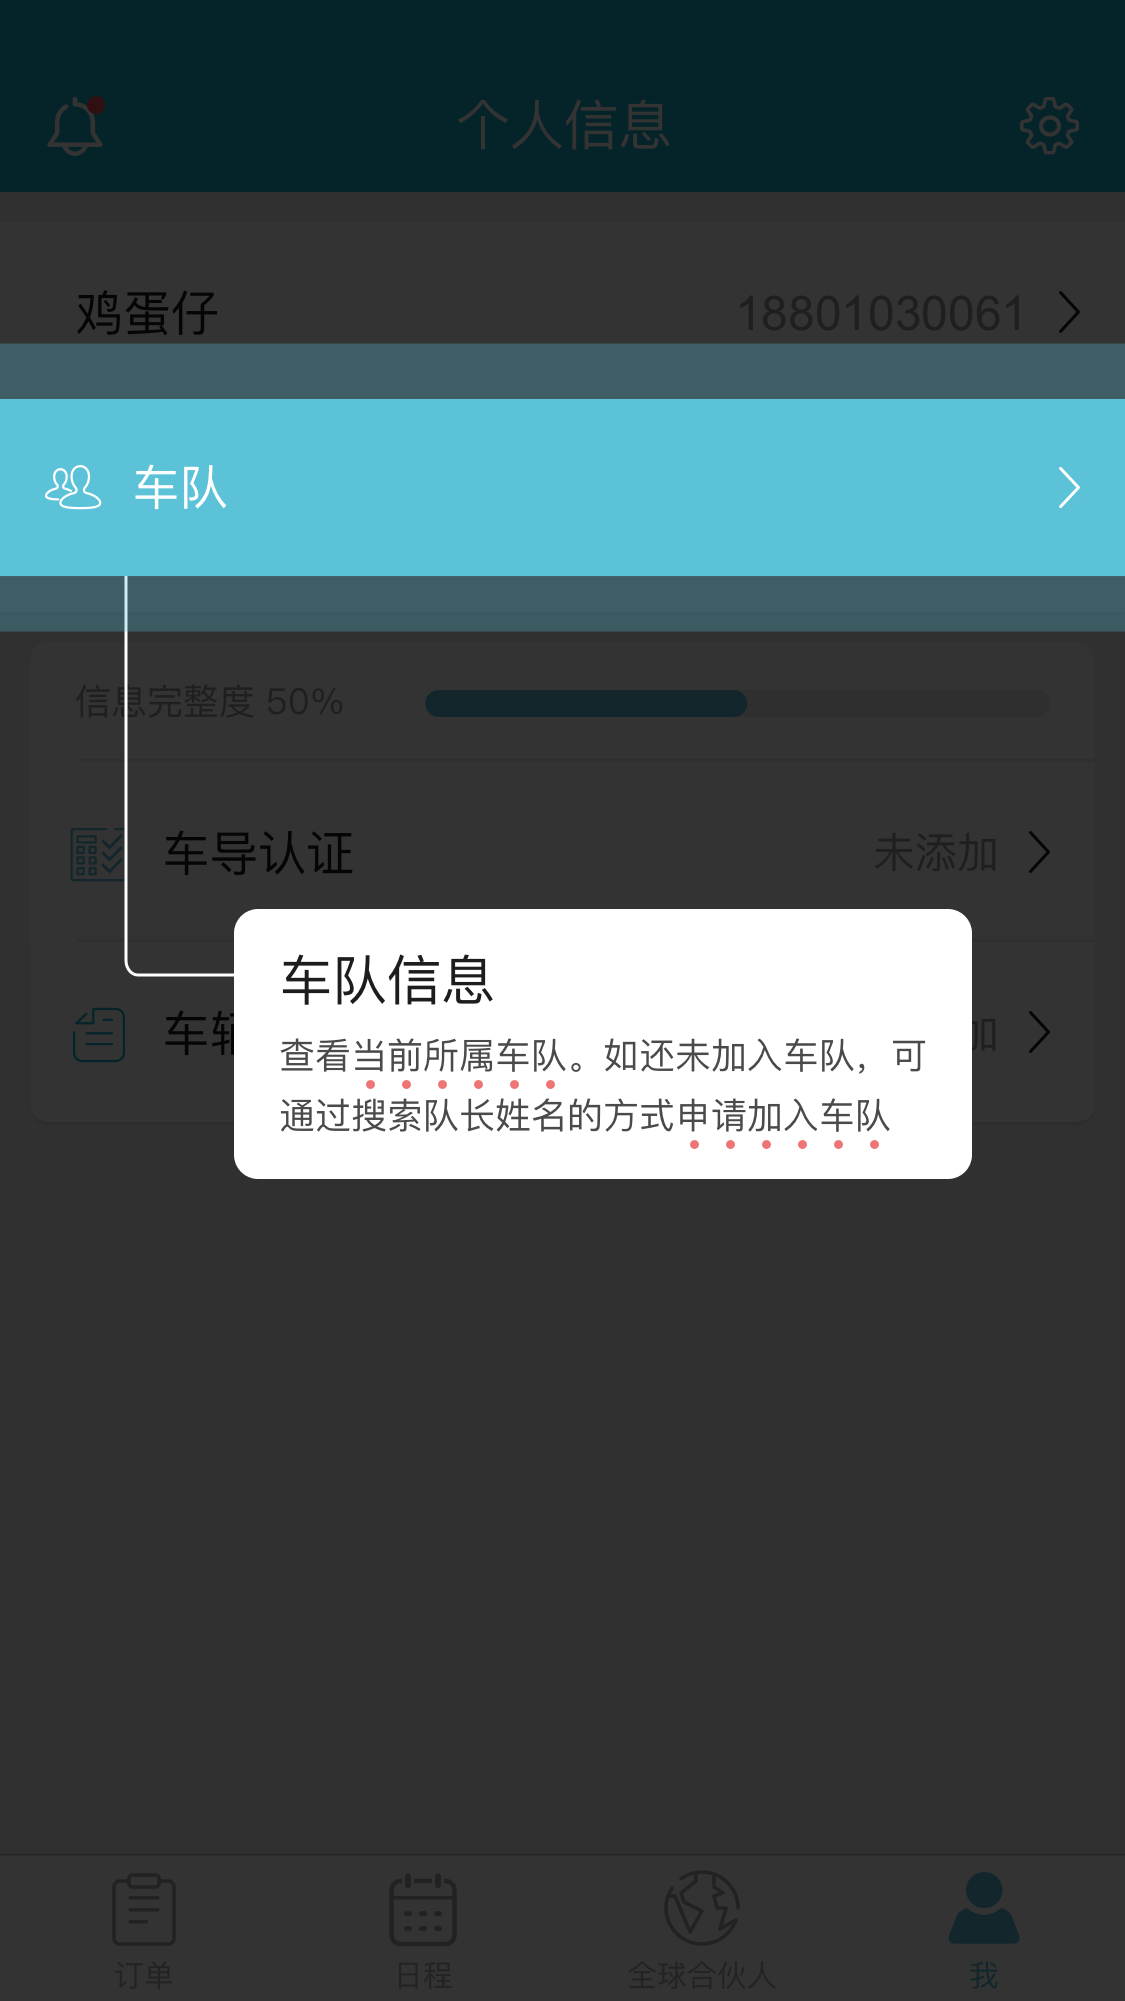 个人信息
鸡蛋仔 18801030061
车队
信息完整度 50%
车导认证 未添加
车队信息
车 加
查看当前所属车队。如还未加入车队，可
通过搜索队长姓名的方式申请加入车队
订单 日程 全球合伙人 我